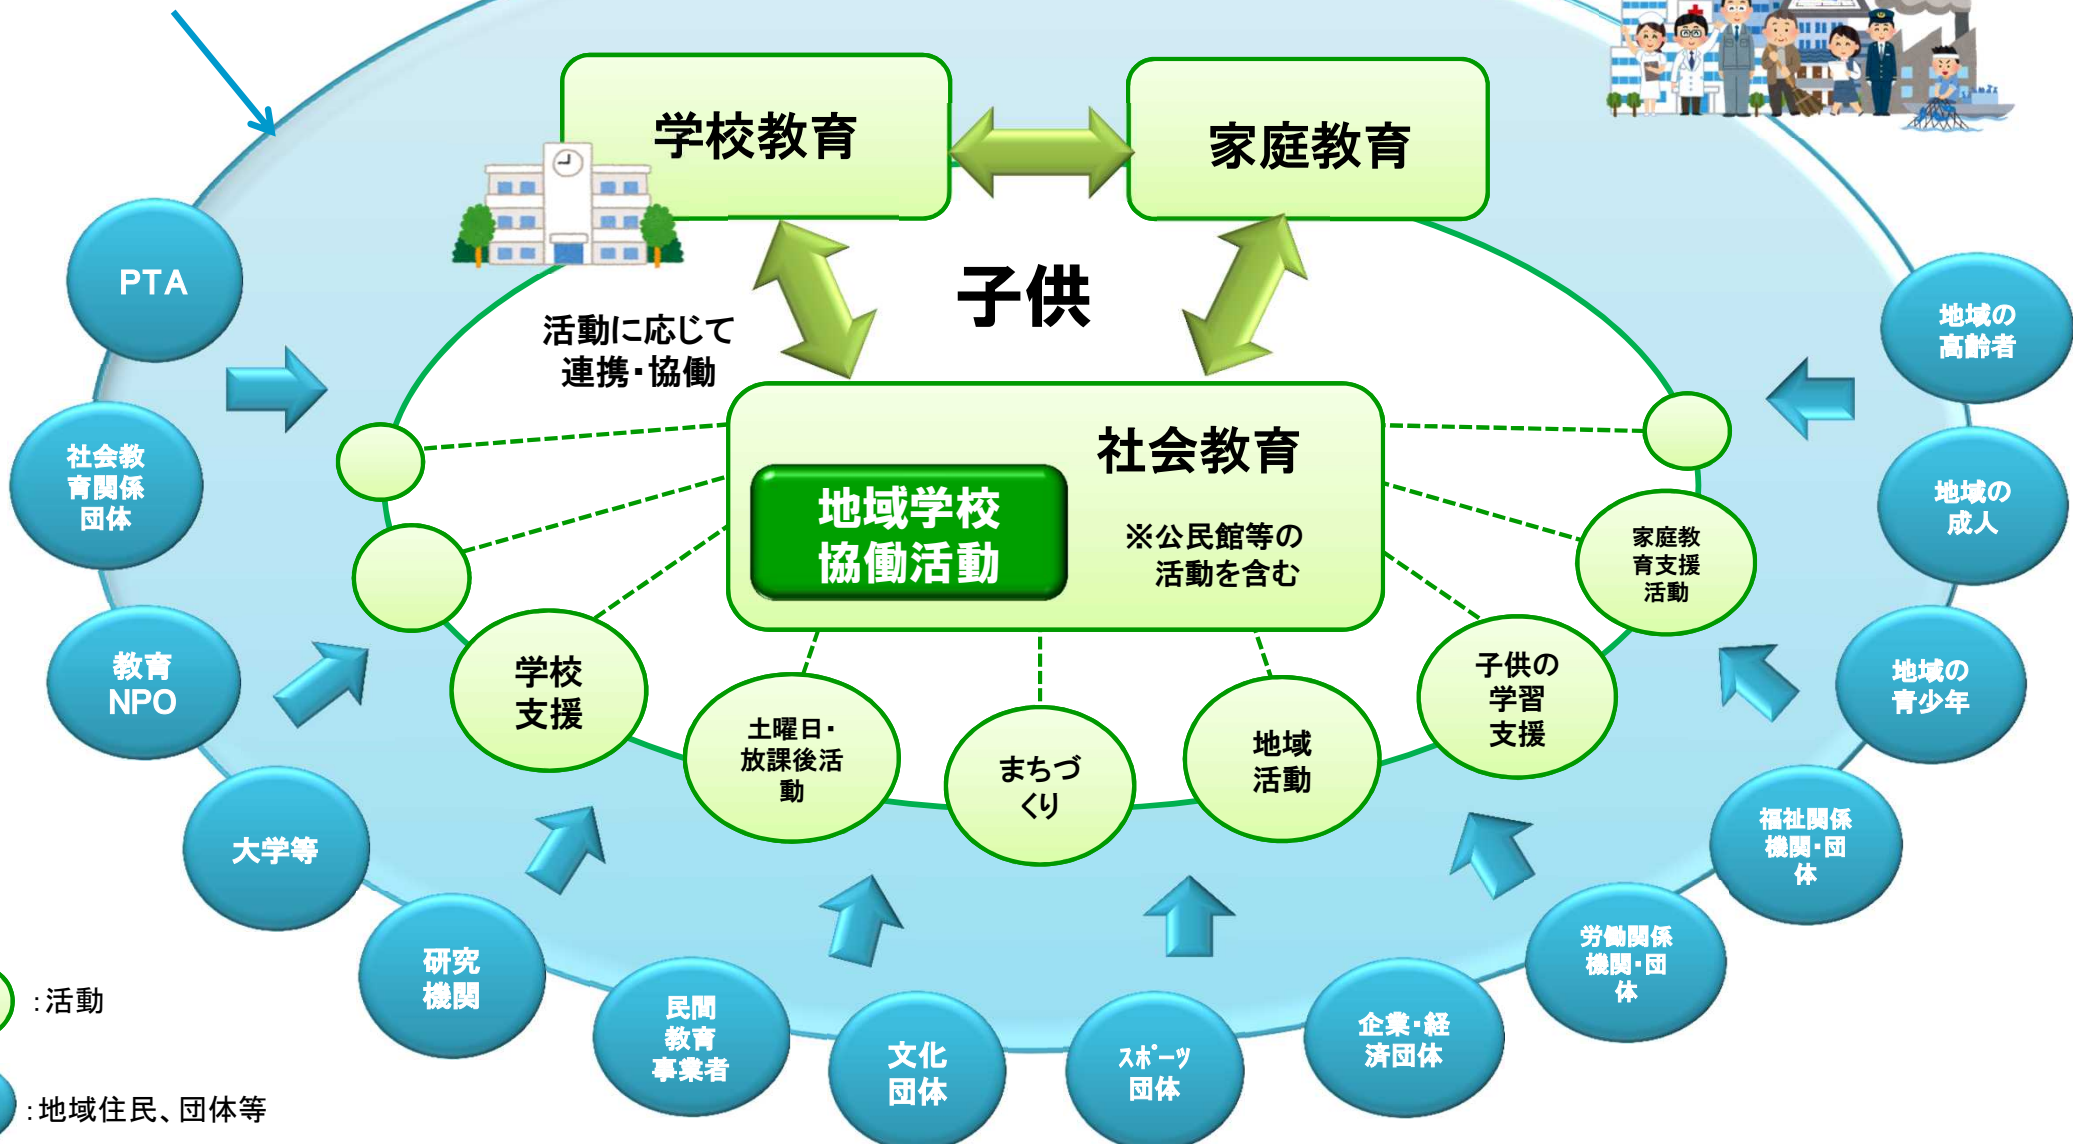 学校教育
家庭教育
子供
活動に応じて
連携・協働
社会教育
地域学校
協働活動
※公民館等の
活動を含む
学校
支援
土曜日・
放課後活
動
まちづ
くり
地域
活動
子供の
学習
支援
家庭教
育支援
活動
PTA
社会教
育関係
団体
教育
NPO
大学等
研究
機関
民間
教育
事業者
文化
団体
スポーツ
団体
企業・経
済団体
労働関係
機関・団
体
福祉関係
機関・団
体
地域の
青少年
地域の
成人
地域の
高齢者
：活動
：地域住民、団体等